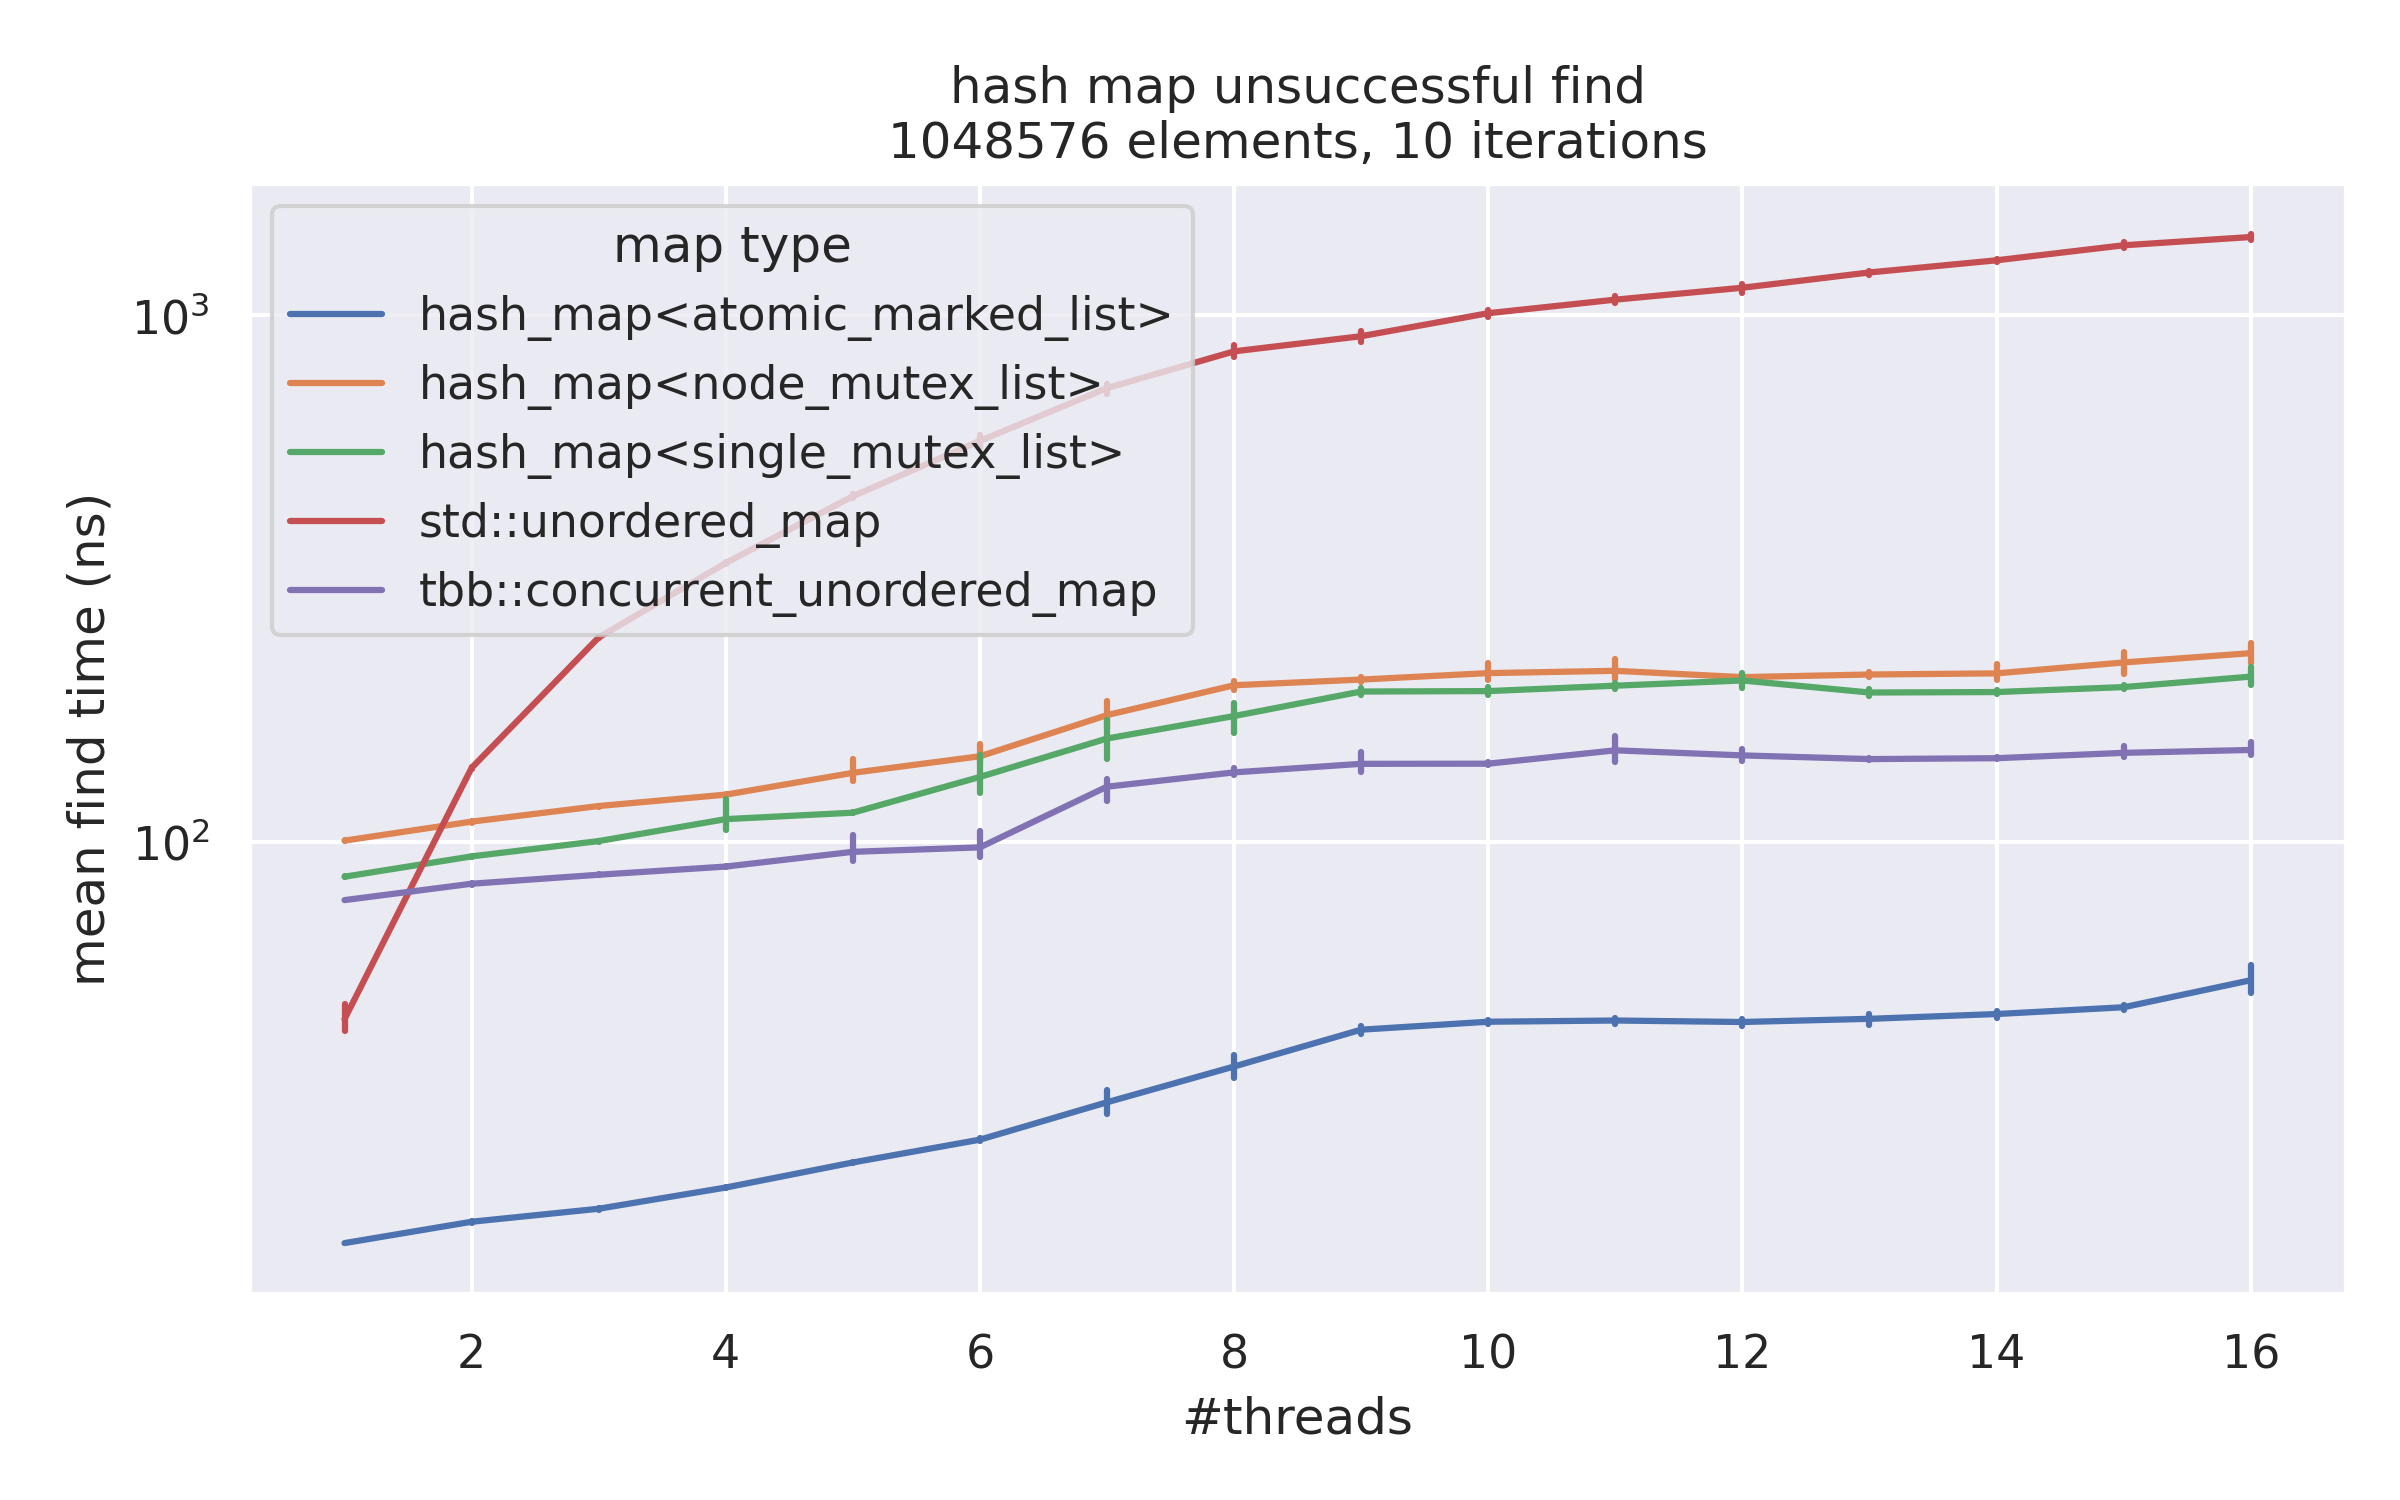 hash map unsuccessful find
1048576 elements, 10 iterations
map type
hash_map<atomic_marked_list>
hash_map<node_mutex_list>
hash_map<single_mutex_list>
std::unordered_map
tbb::concurrent_unordered_map
mean find time (ns)
10³
10²
2 4 6 8 10 12 14 16
#threads